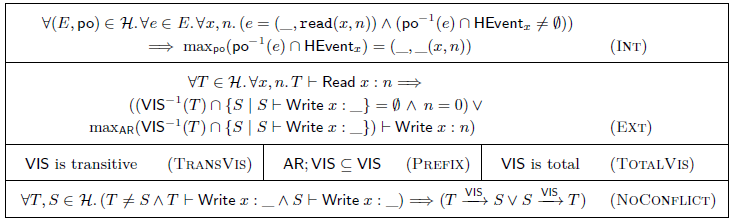 ∀(E, po) ∈ ℋ. ∀e ∈ E. ∀x, n. (e = (_, read(x, n)) ∧ (po⁻¹(e) ∩ HEventₓ ≠ ∅))
⟹ max_po(po⁻¹(e) ∩ HEventₓ) = (_, _(x, n)) (INT)
∀T ∈ ℋ. ∀x, n. T ⊢ Read x : n ⟹
((VIS⁻¹(T) ∩ {S | S ⊢ Write x : _} = ∅ ∧ n = 0) ∨
max_AR(VIS⁻¹(T) ∩ {S | S ⊢ Write x : _}) ⊢ Write x : n) (EXT)
VIS is transitive (TRANSVIS) AR ; VIS ⊆ VIS (PREFIX) VIS is total (TOTALVIS)
∀T, S ∈ ℋ. (T ≠ S ∧ T ⊢ Write x : _ ∧ S ⊢ Write x : _) ⟹ (T —VIS→ S ∨ S —VIS→ T) (NOCONFLICT)